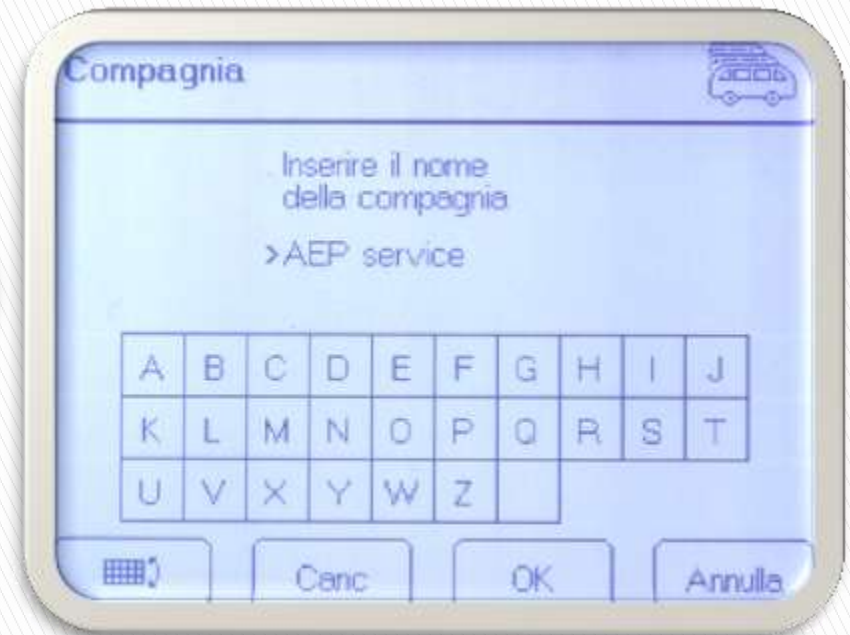 Compagnia
Inserire il nome
della compagnia
>AEP service
A B C D E F G H I J
K L M N O P Q R S T
U V X Y W Z
Canc OK Annulla